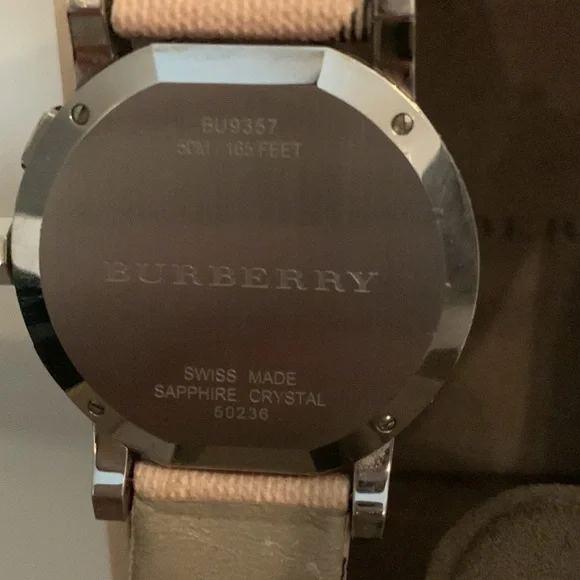 BU9357
50M - 165 FEET
BURBERRY
SWISS MADE
SAPPHIRE CRYSTAL
50236